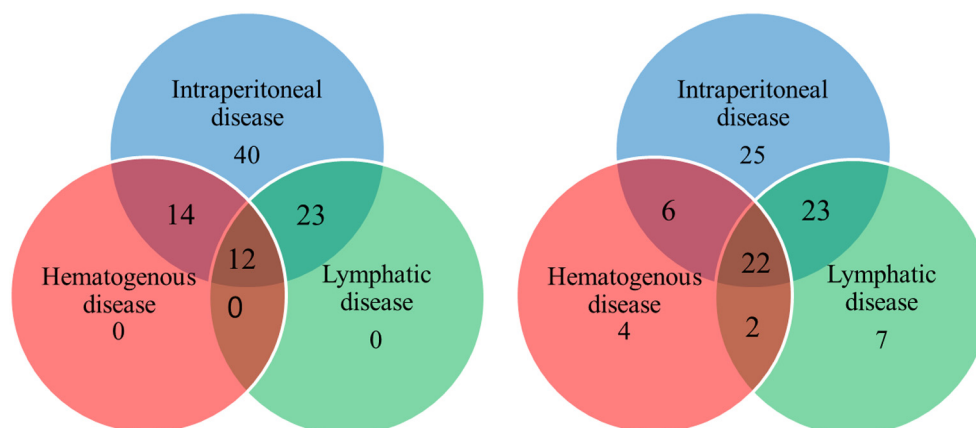 Intraperitoneal
disease
40
14
23
12
Hematogenous
disease
0
0
Lymphatic
disease
0
Intraperitoneal
disease
25
6
23
22
Hematogenous
disease
4
2
Lymphatic
disease
7